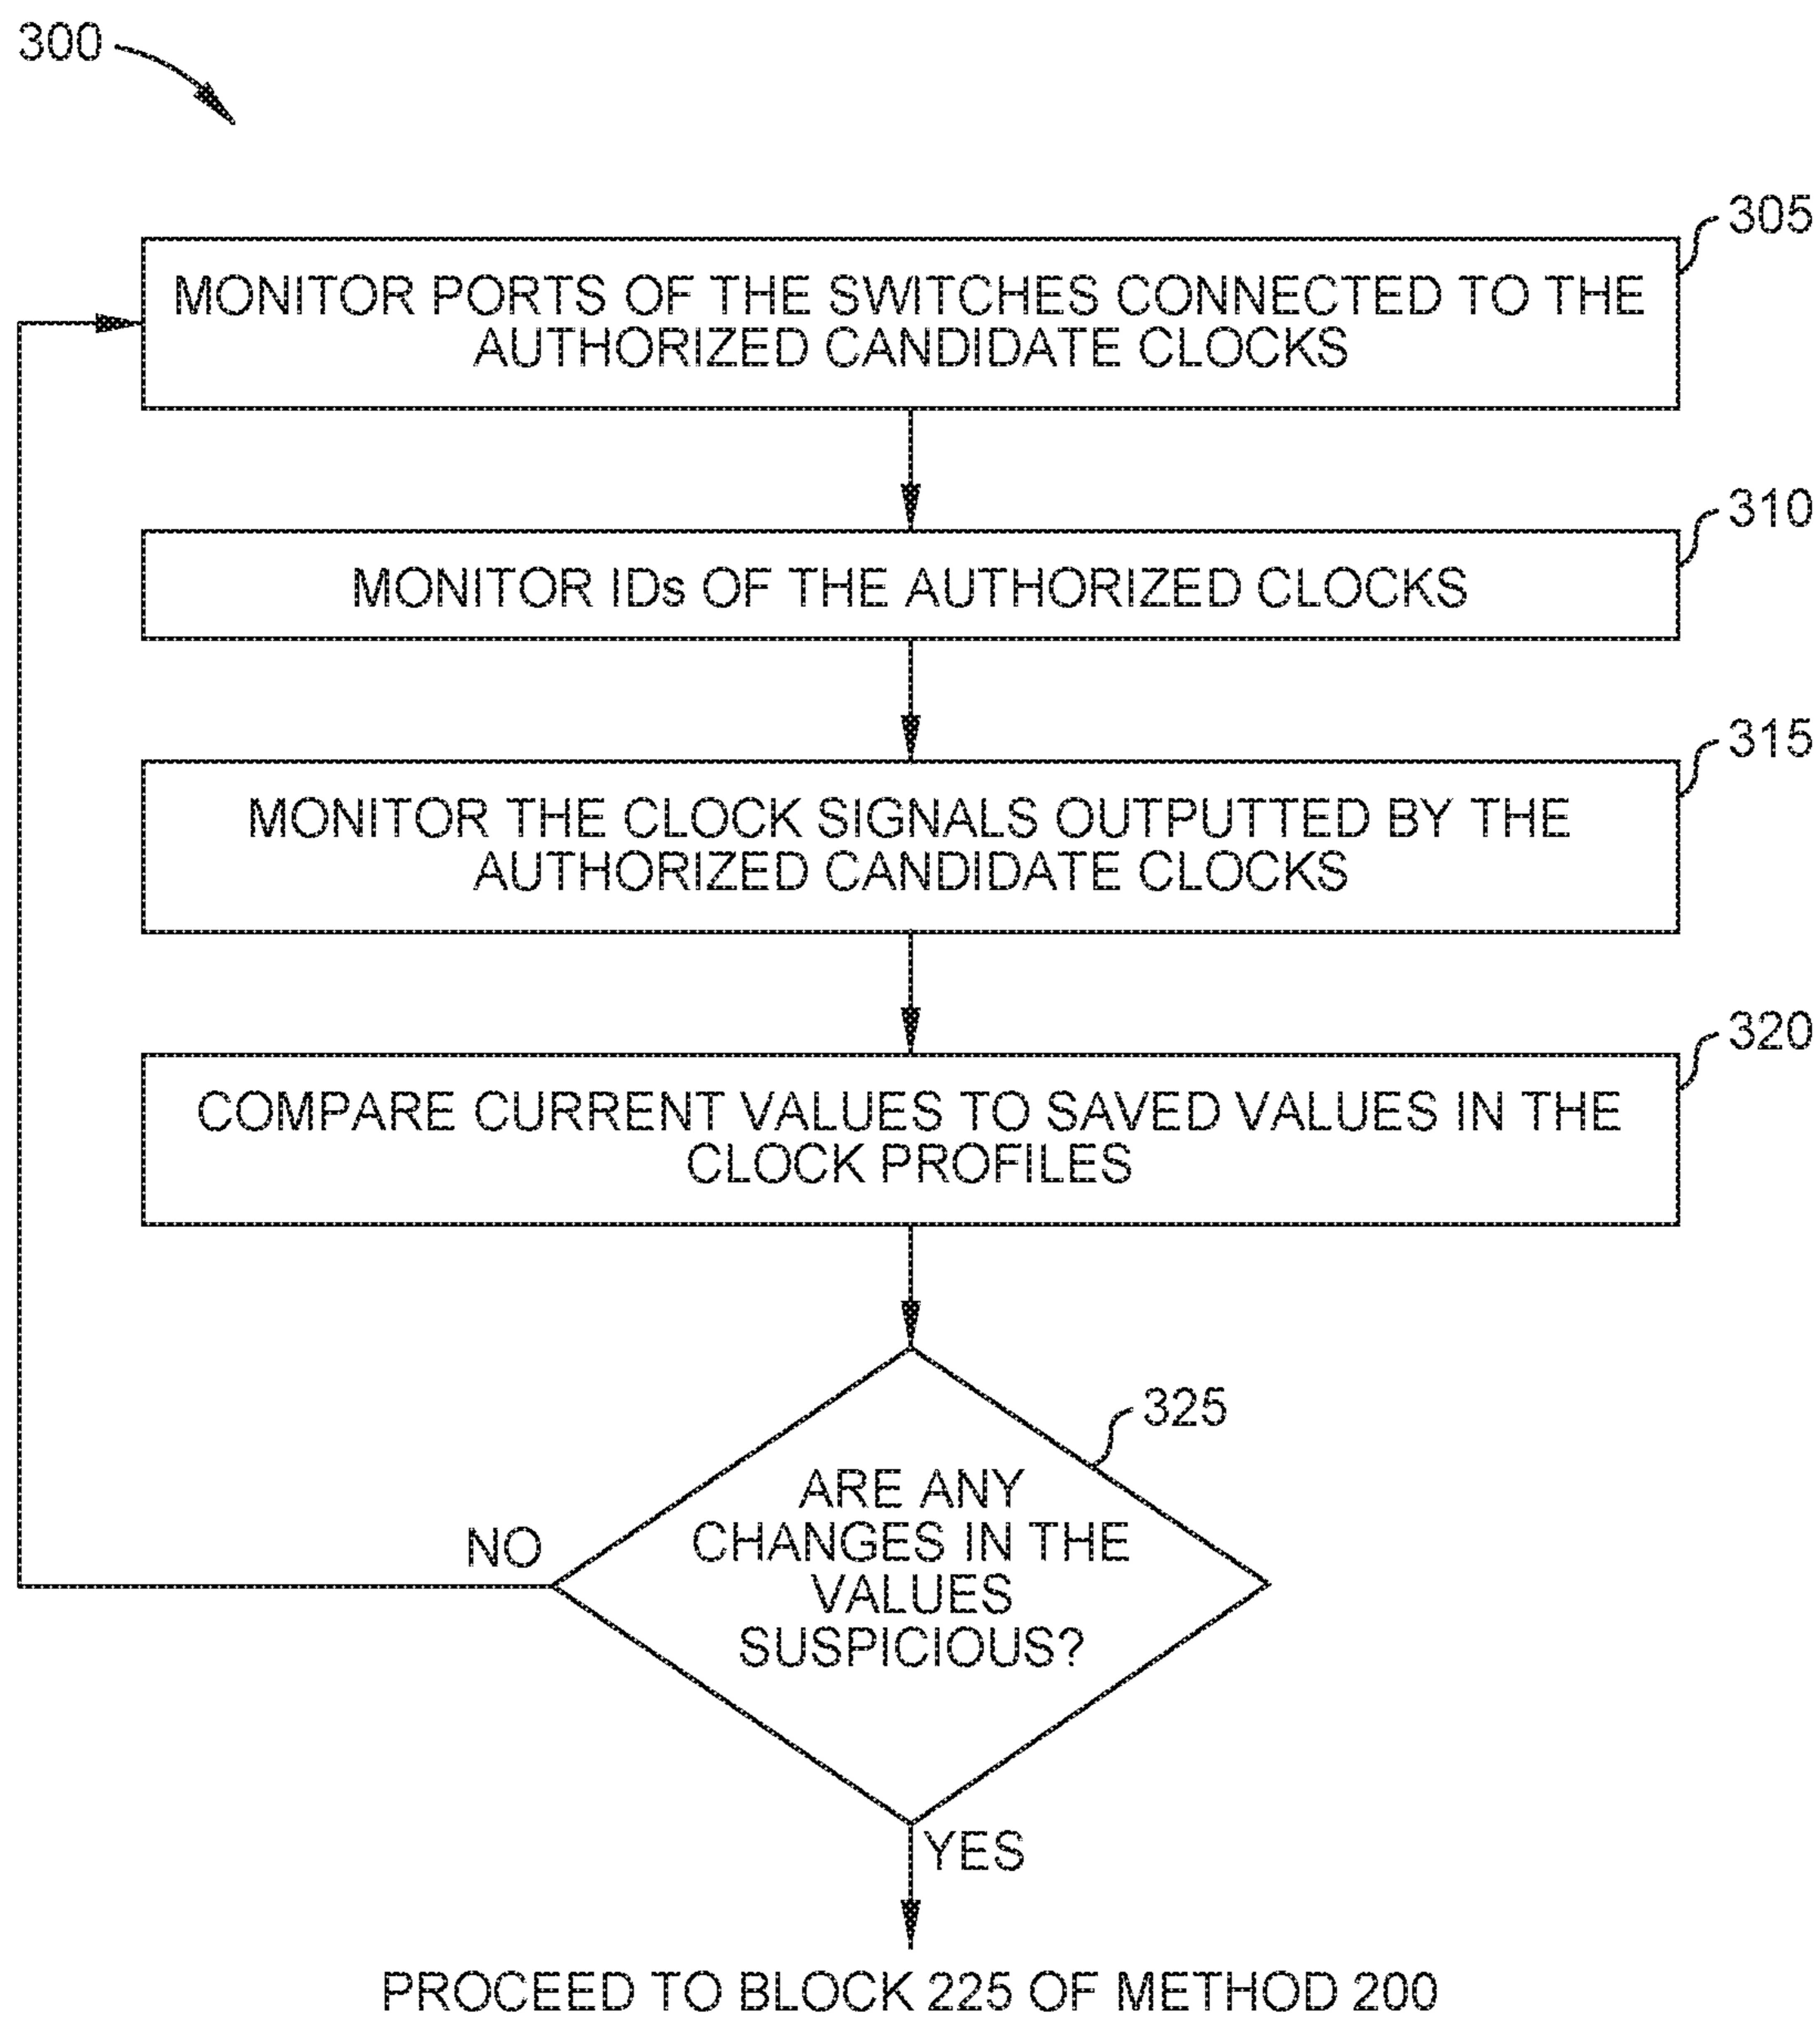 300
305
MONITOR PORTS OF THE SWITCHES CONNECTED TO THE
AUTHORIZED CANDIDATE CLOCKS
310
MONITOR IDs OF THE AUTHORIZED CLOCKS
315
MONITOR THE CLOCK SIGNALS OUTPUTTED BY THE
AUTHORIZED CANDIDATE CLOCKS
320
COMPARE CURRENT VALUES TO SAVED VALUES IN THE
CLOCK PROFILES
325
ARE ANY
CHANGES IN THE
VALUES
SUSPICIOUS?
NO
YES
PROCEED TO BLOCK 225 OF METHOD 200